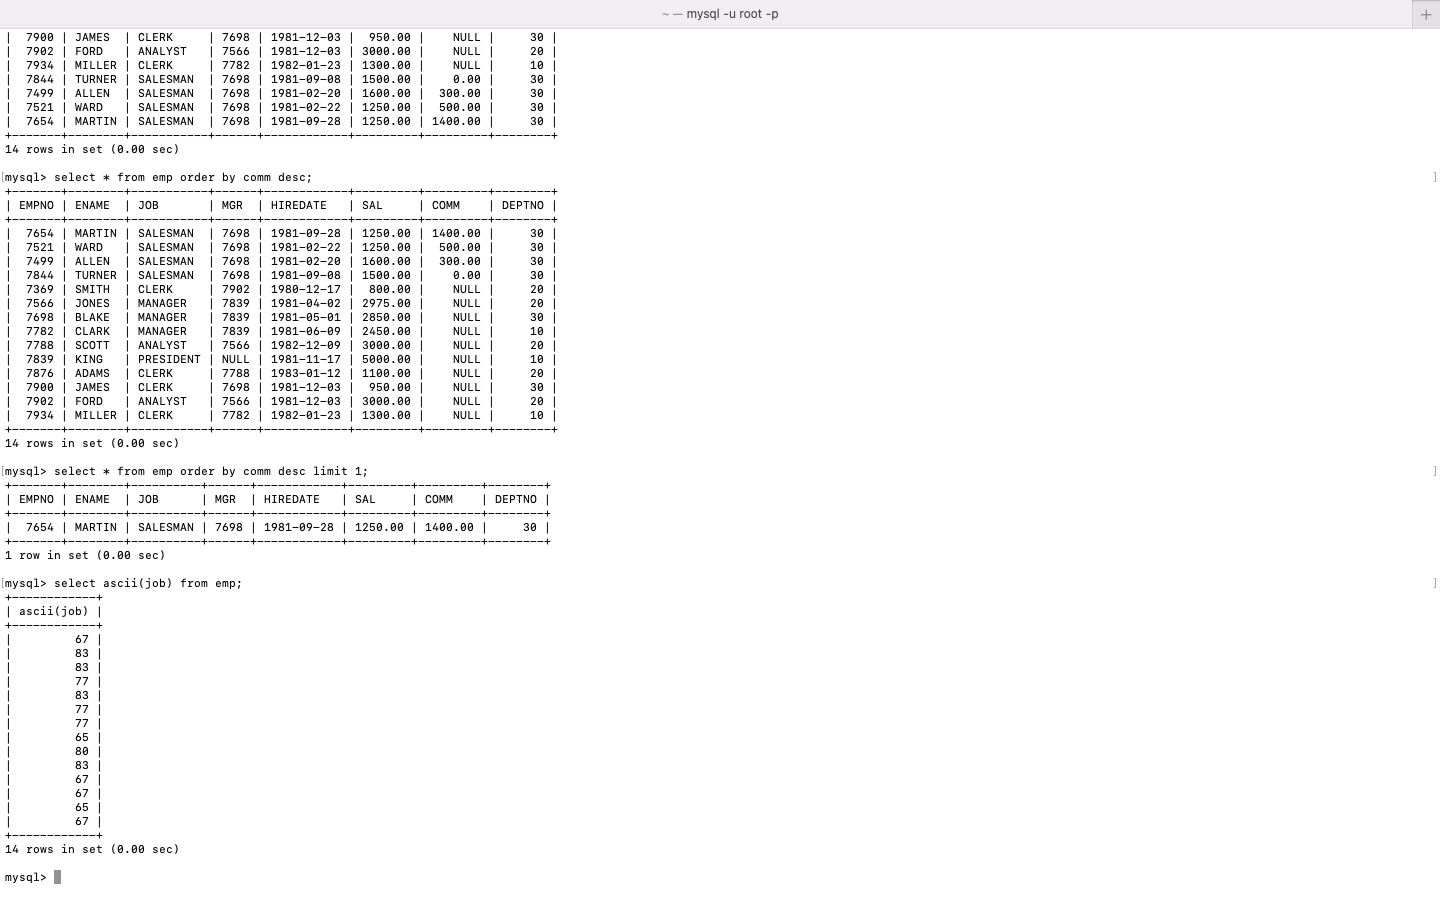 ~ — mysql -u root -p
+
|  7900 | JAMES  | CLERK     | 7698 | 1981-12-03 |  950.00 |    NULL |     30 |
|  7902 | FORD   | ANALYST   | 7566 | 1981-12-03 | 3000.00 |    NULL |     20 |
|  7934 | MILLER | CLERK     | 7782 | 1982-01-23 | 1300.00 |    NULL |     10 |
|  7844 | TURNER | SALESMAN  | 7698 | 1981-09-08 | 1500.00 |    0.00 |     30 |
|  7499 | ALLEN  | SALESMAN  | 7698 | 1981-02-20 | 1600.00 |  300.00 |     30 |
|  7521 | WARD   | SALESMAN  | 7698 | 1981-02-22 | 1250.00 |  500.00 |     30 |
|  7654 | MARTIN | SALESMAN  | 7698 | 1981-09-28 | 1250.00 | 1400.00 |     30 |
+-------+--------+-----------+------+------------+---------+---------+--------+
14 rows in set (0.00 sec)
[mysql> select * from emp order by comm desc; ]
+-------+--------+-----------+------+------------+---------+---------+--------+
| EMPNO | ENAME  | JOB       | MGR  | HIREDATE   | SAL     | COMM    | DEPTNO |
+-------+--------+-----------+------+------------+---------+---------+--------+
|  7654 | MARTIN | SALESMAN  | 7698 | 1981-09-28 | 1250.00 | 1400.00 |     30 |
|  7521 | WARD   | SALESMAN  | 7698 | 1981-02-22 | 1250.00 |  500.00 |     30 |
|  7499 | ALLEN  | SALESMAN  | 7698 | 1981-02-20 | 1600.00 |  300.00 |     30 |
|  7844 | TURNER | SALESMAN  | 7698 | 1981-09-08 | 1500.00 |    0.00 |     30 |
|  7369 | SMITH  | CLERK     | 7902 | 1980-12-17 |  800.00 |    NULL |     20 |
|  7566 | JONES  | MANAGER   | 7839 | 1981-04-02 | 2975.00 |    NULL |     20 |
|  7698 | BLAKE  | MANAGER   | 7839 | 1981-05-01 | 2850.00 |    NULL |     30 |
|  7782 | CLARK  | MANAGER   | 7839 | 1981-06-09 | 2450.00 |    NULL |     10 |
|  7788 | SCOTT  | ANALYST   | 7566 | 1982-12-09 | 3000.00 |    NULL |     20 |
|  7839 | KING   | PRESIDENT | NULL | 1981-11-17 | 5000.00 |    NULL |     10 |
|  7876 | ADAMS  | CLERK     | 7788 | 1983-01-12 | 1100.00 |    NULL |     20 |
|  7900 | JAMES  | CLERK     | 7698 | 1981-12-03 |  950.00 |    NULL |     30 |
|  7902 | FORD   | ANALYST   | 7566 | 1981-12-03 | 3000.00 |    NULL |     20 |
|  7934 | MILLER | CLERK     | 7782 | 1982-01-23 | 1300.00 |    NULL |     10 |
+-------+--------+-----------+------+------------+---------+---------+--------+
14 rows in set (0.00 sec)
[mysql> select * from emp order by comm desc limit 1; ]
+-------+--------+----------+------+------------+---------+---------+--------+
| EMPNO | ENAME  | JOB      | MGR  | HIREDATE   | SAL     | COMM    | DEPTNO |
+-------+--------+----------+------+------------+---------+---------+--------+
|  7654 | MARTIN | SALESMAN | 7698 | 1981-09-28 | 1250.00 | 1400.00 |     30 |
+-------+--------+----------+------+------------+---------+---------+--------+
1 row in set (0.00 sec)
[mysql> select ascii(job) from emp; ]
+------------+
| ascii(job) |
+------------+
|         67 |
|         83 |
|         83 |
|         77 |
|         83 |
|         77 |
|         77 |
|         65 |
|         80 |
|         83 |
|         67 |
|         67 |
|         65 |
|         67 |
+------------+
14 rows in set (0.00 sec)
mysql>